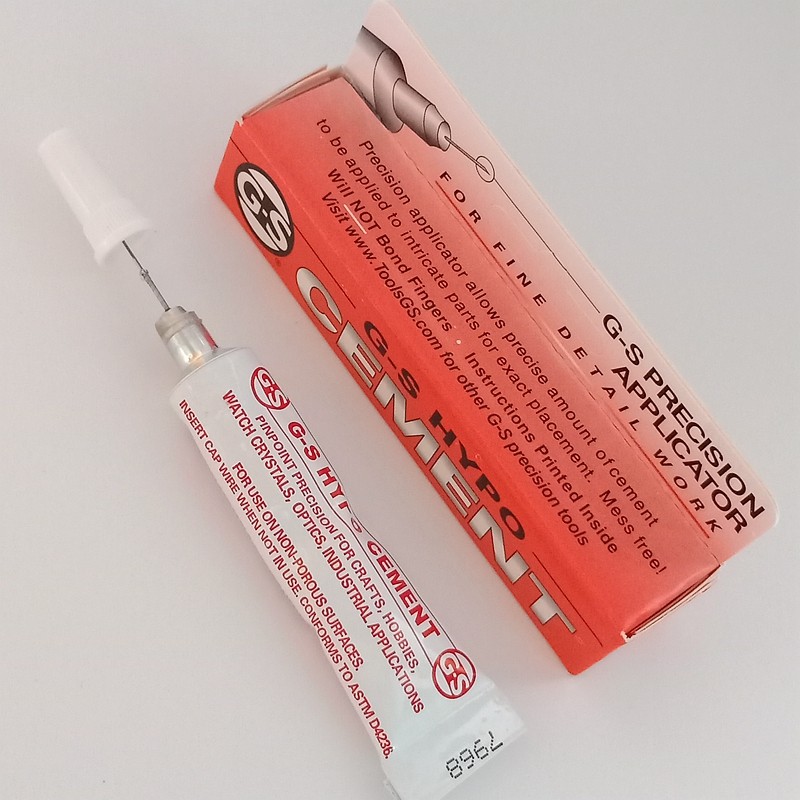 G-S PRECISION
APPLICATOR
FOR FINE DETAIL WORK
Precision applicator allows precise amount of cement
to be applied to intricate parts for exact placement. Mess free!
Will NOT Bond Fingers • Instructions Printed Inside
Visit www.ToolsGS.com for other G-S precision tools
G-S
G-S HYPO
CEMENT
G-S
G-S HYPO CEMENT
G-S
PINPOINT PRECISION FOR CRAFTS, HOBBIES,
WATCH CRYSTALS, OPTICS, INDUSTRIAL APPLICATIONS
FOR USE ON NON-POROUS SURFACES.
INSERT CAP WIRE WHEN NOT IN USE. CONFORMS TO ASTM D4236.
7968